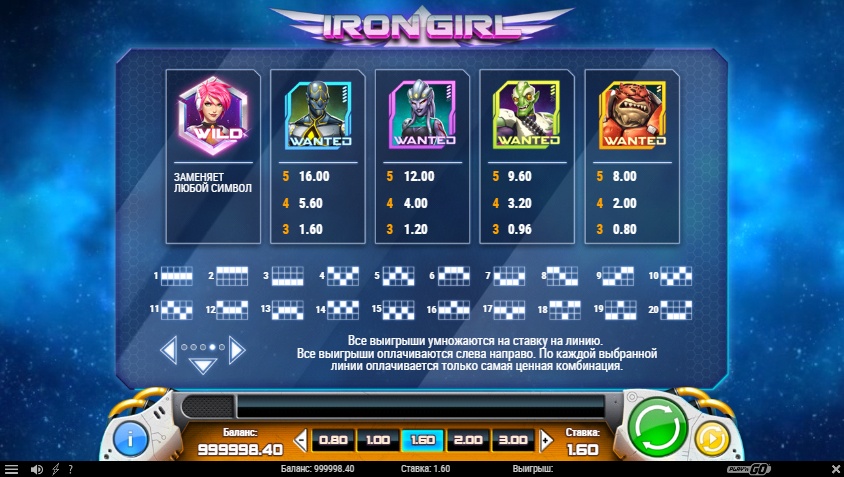 IRON GIRL
WILD
WANTED
WANTED
WANTED
WANTED
ЗАМЕНЯЕТ
ЛЮБОЙ СИМВОЛ
5 16.00
4 5.60
3 1.60
5 12.00
4 4.00
3 1.20
5 9.60
4 3.20
3 0.96
5 8.00
4 2.00
3 0.80
1 2 3 4 5 6 7 8 9 10
11 12 13 14 15 16 17 18 19 20
Все выигрыши умножаются на ставку на линию.
Все выигрыши оплачиваются слева направо. По каждой выбранной
линии оплачивается только самая ценная комбинация.
Баланс:
999998.40
0.80 1.00 1.60 2.00 3.00
Ставка:
1.60
Баланс: 999998.40 Ставка: 1.60 Выигрыш:
PLAY'N GO